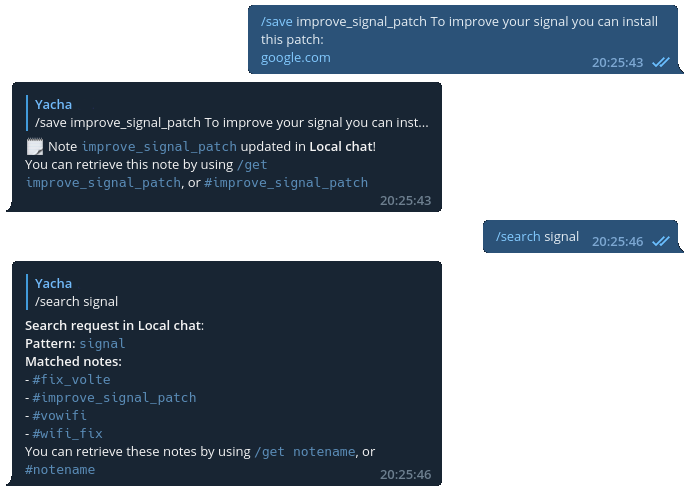 /save improve_signal_patch To improve your signal you can install
this patch:
google.com
20:25:43
Yacha
/save improve_signal_patch To improve your signal you can inst...
🗒 Note improve_signal_patch updated in Local chat!
You can retrieve this note by using /get
improve_signal_patch, or #improve_signal_patch
20:25:43
/search signal
20:25:46
Yacha
/search signal
Search request in Local chat:
Pattern: signal
Matched notes:
- #fix_volte
- #improve_signal_patch
- #vowifi
- #wifi_fix
You can retrieve these notes by using /get notename, or
#notename
20:25:46